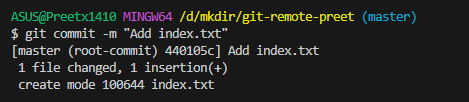 ASUS@Preetx1410 MINGW64 /d/mkdir/git-remote-preet (master)
$ git commit -m "Add index.txt"
[master (root-commit) 440105c] Add index.txt
 1 file changed, 1 insertion(+)
 create mode 100644 index.txt